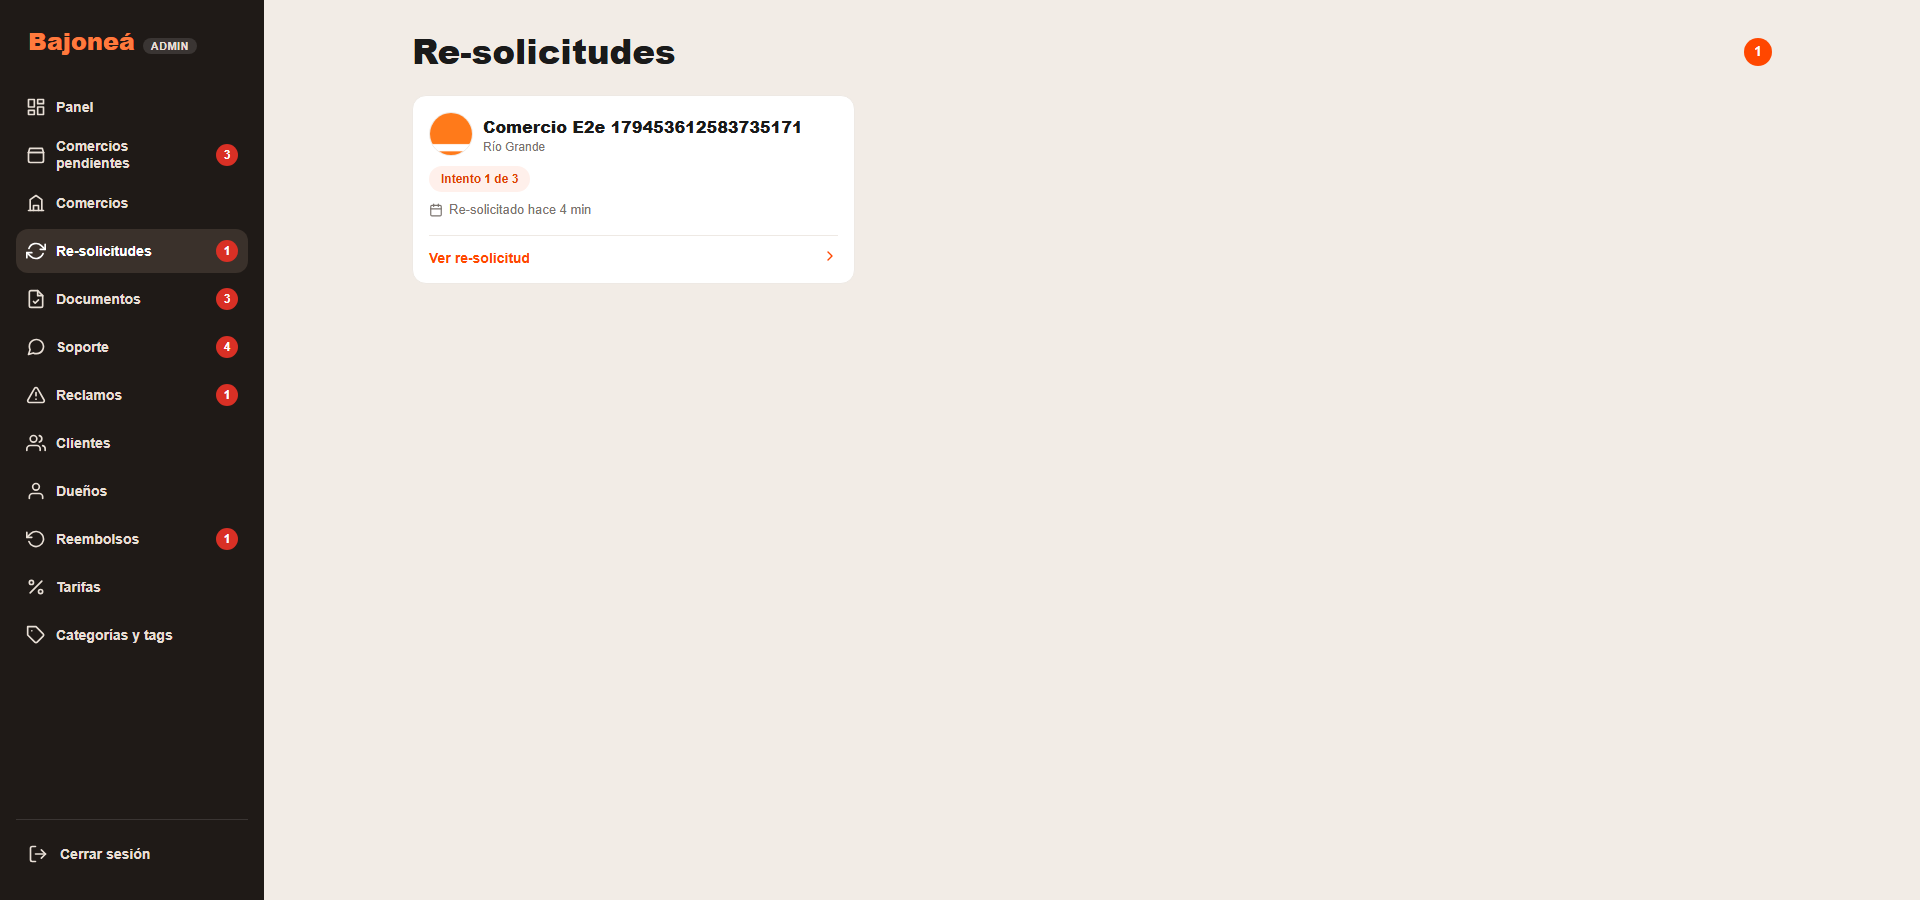 Bajoneá ADMIN
Panel
Comercios
pendientes
3
Comercios
Re-solicitudes 1
Documentos 3
Soporte 4
Reclamos 1
Clientes
Dueños
Reembolsos 1
Tarifas
Categorías y tags
Cerrar sesión
Re-solicitudes
1
Comercio E2e 179453612583735171
Río Grande
Intento 1 de 3
Re-solicitado hace 4 min
Ver re-solicitud